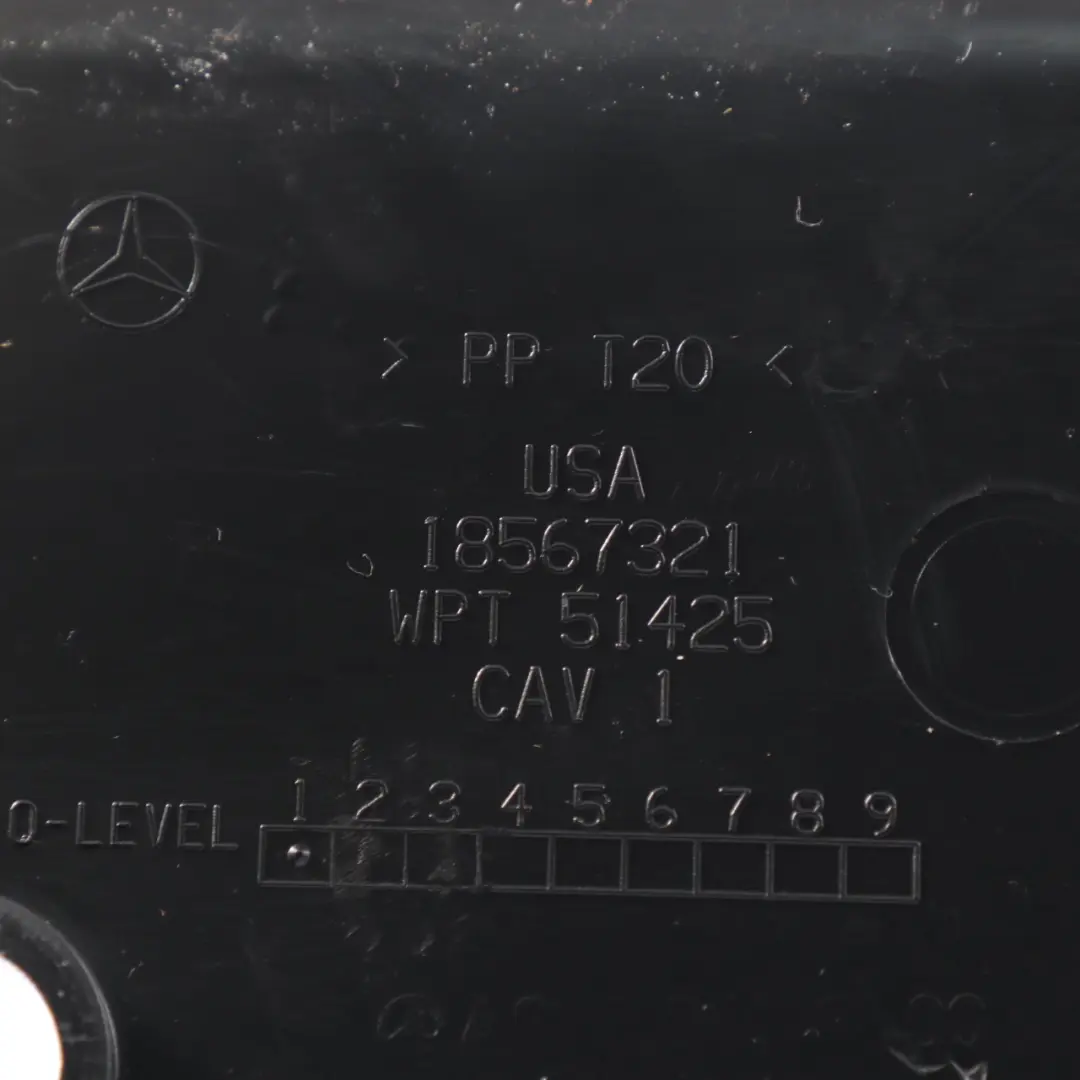 > PP T20 <
USA
18567321
WPT 51425
CAV 1
1 2 3 4 5 6 7 8 9
Q-LEVEL